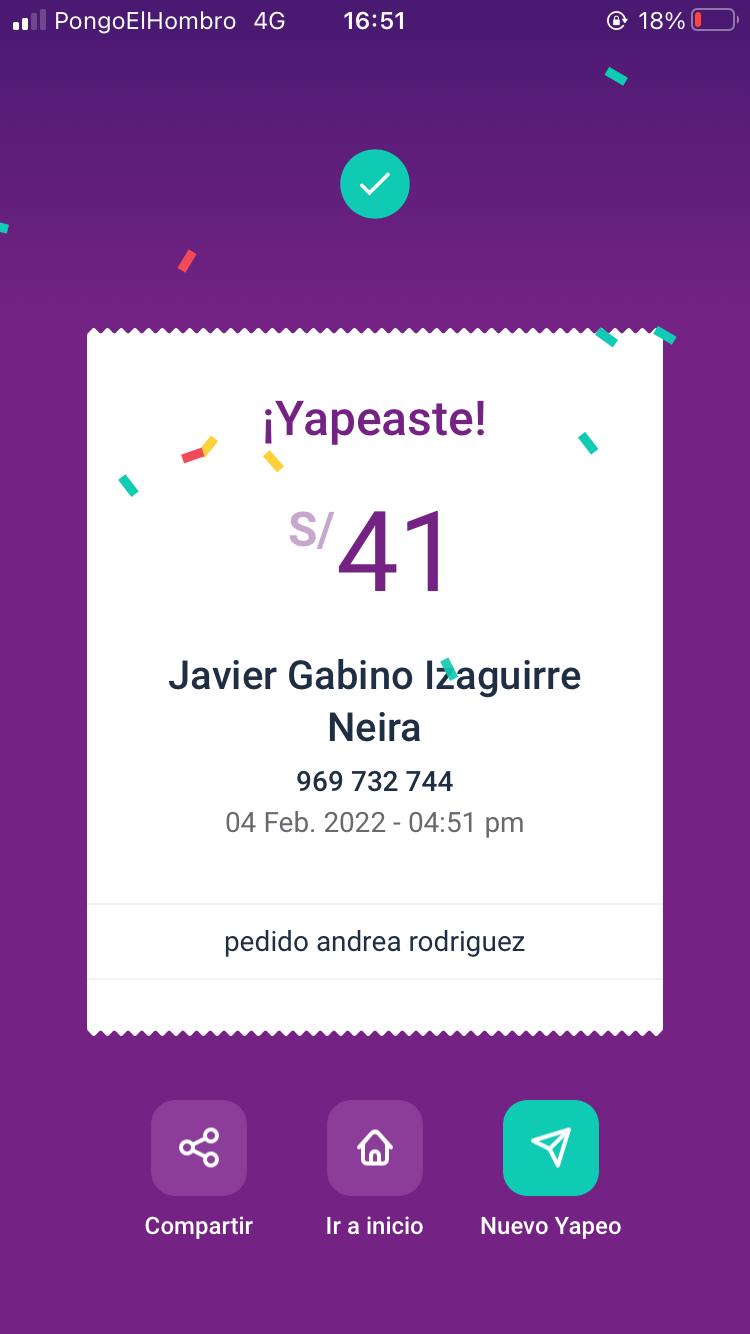 PongoElHombro 4G 16:51 18%
¡Yapeaste!
S/ 41
Javier Gabino Izaguirre
Neira
969 732 744
04 Feb. 2022 - 04:51 pm
pedido andrea rodriguez
Compartir Ir a inicio Nuevo Yapeo